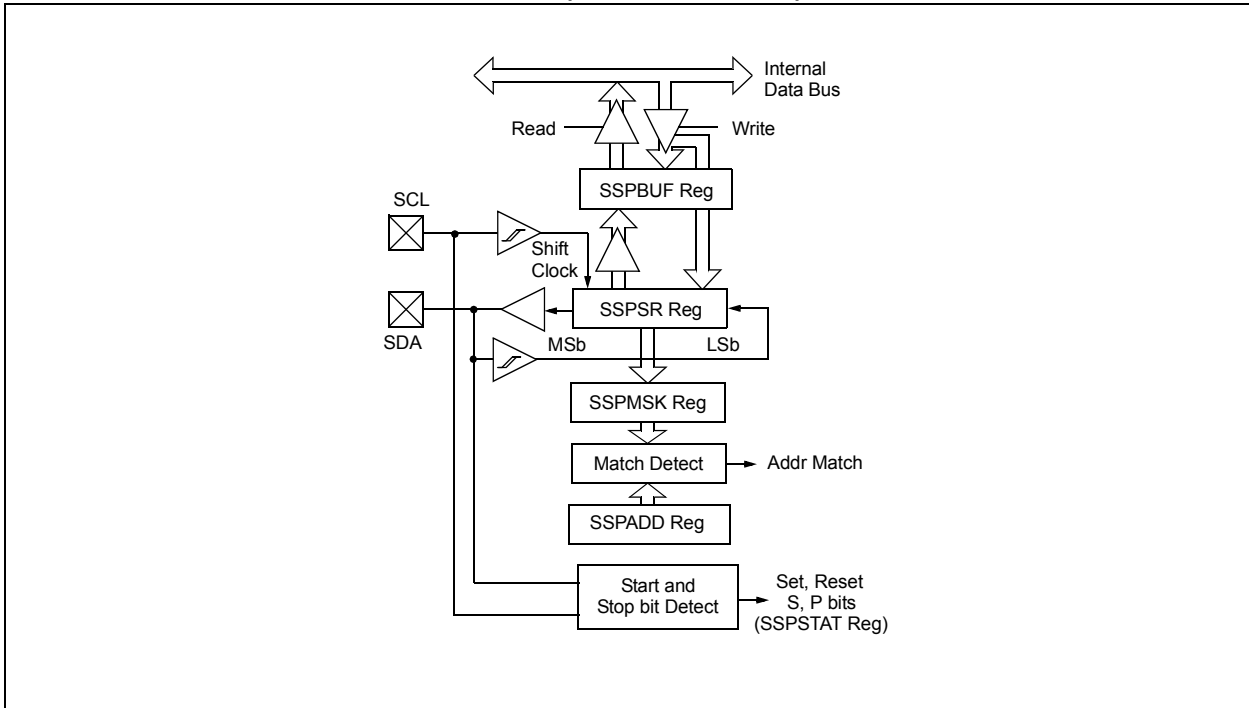 Internal
Data Bus
Read
Write
SSPBUF Reg
SCL
Shift
Clock
SSPSR Reg
SDA
MSb
LSb
SSPMSK Reg
Match Detect
Addr Match
SSPADD Reg
Start and
Stop bit Detect
Set, Reset
S, P bits
(SSPSTAT Reg)